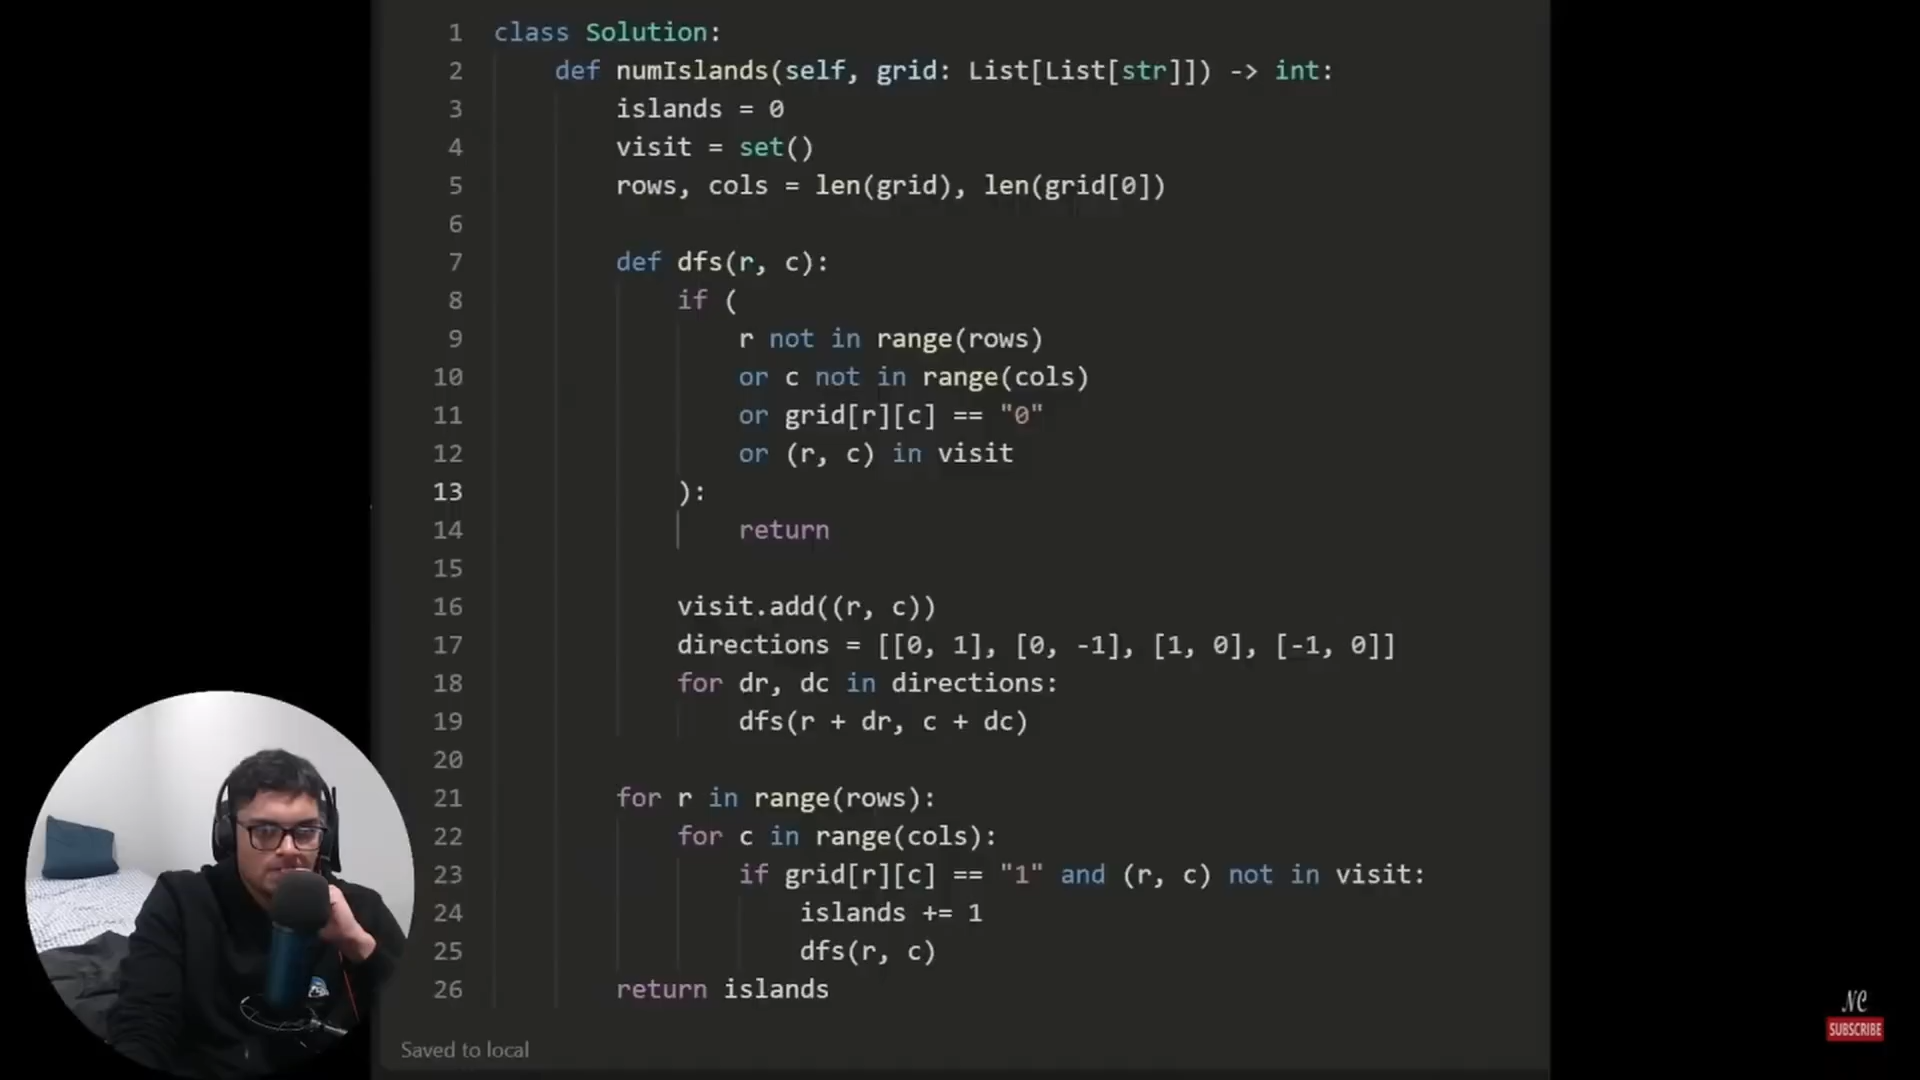 1 class Solution:
2 def numIslands(self, grid: List[List[str]]) -> int:
3 islands = 0
4 visit = set()
5 rows, cols = len(grid), len(grid[0])
6
7 def dfs(r, c):
8 if (
9 r not in range(rows)
10 or c not in range(cols)
11 or grid[r][c] == "0"
12 or (r, c) in visit
13 ):
14 return
15
16 visit.add((r, c))
17 directions = [[0, 1], [0, -1], [1, 0], [-1, 0]]
18 for dr, dc in directions:
19 dfs(r + dr, c + dc)
20
21 for r in range(rows):
22 for c in range(cols):
23 if grid[r][c] == "1" and (r, c) not in visit:
24 islands += 1
25 dfs(r, c)
26 return islands
Saved to local
NC
SUBSCRIBE